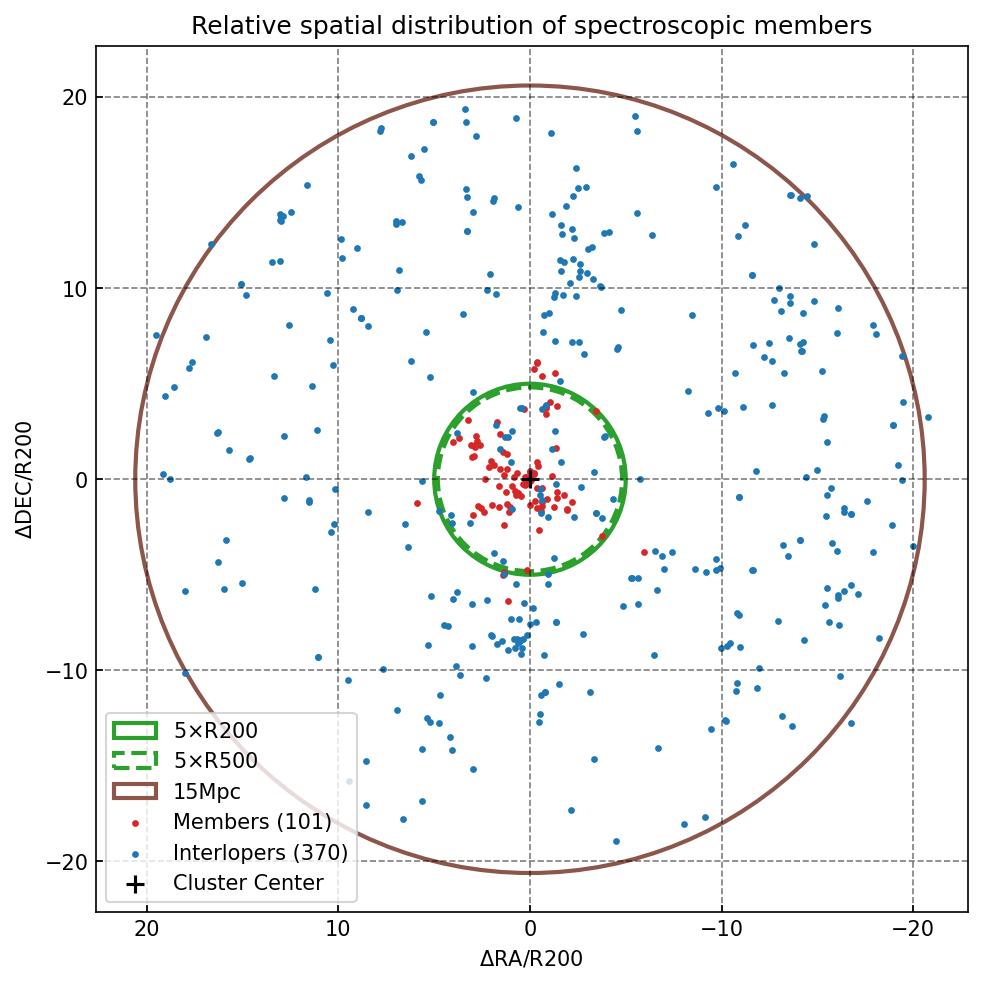 Relative spatial distribution of spectroscopic members
20
10
0
−10
−20
ΔDEC/R200
5×R200
5×R500
15Mpc
Members (101)
Interlopers (370)
Cluster Center
20
10
0
−10
−20
ΔRA/R200